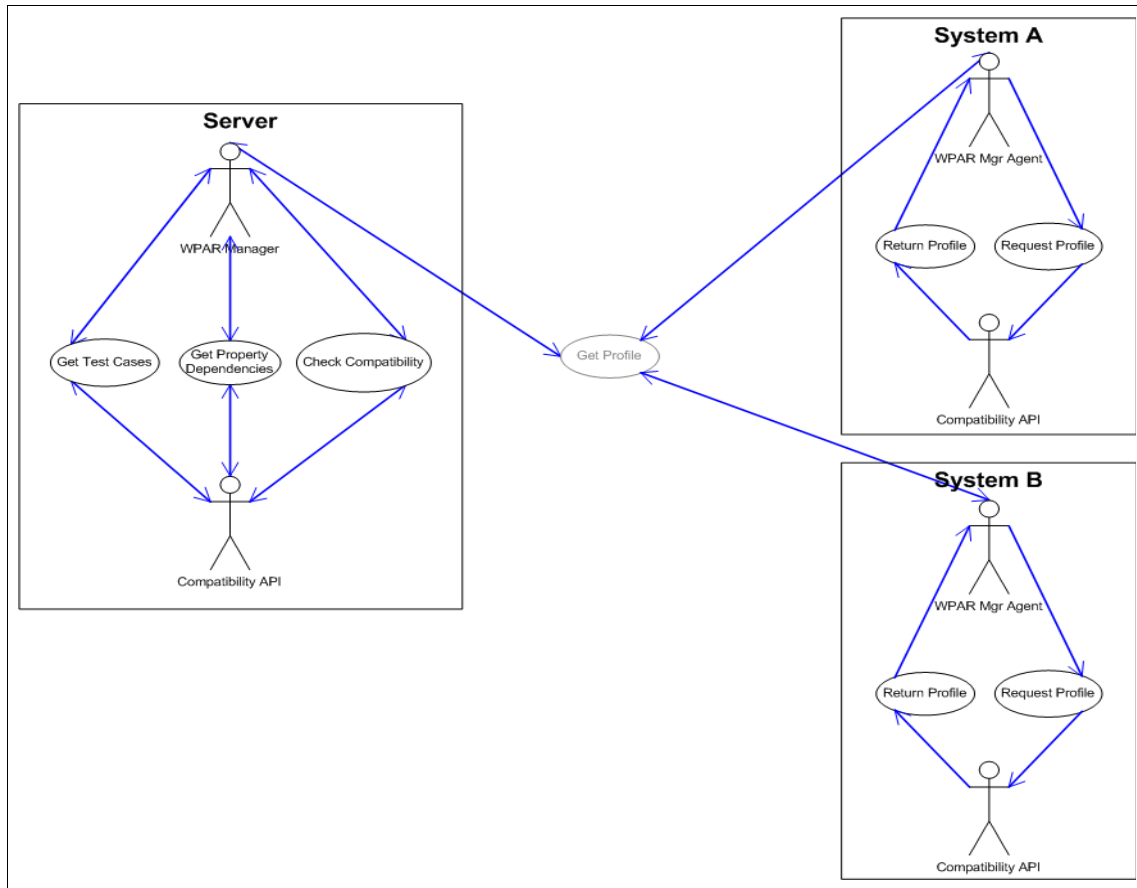 Server
WPAR Manager
Get Test Cases
Get Property
Dependencies
Check Compatibility
Compatibility API
Get Profile
System A
WPAR Mgr Agent
Return Profile
Request Profile
Compatibility API
System B
WPAR Mgr Agent
Return Profile
Request Profile
Compatibility API